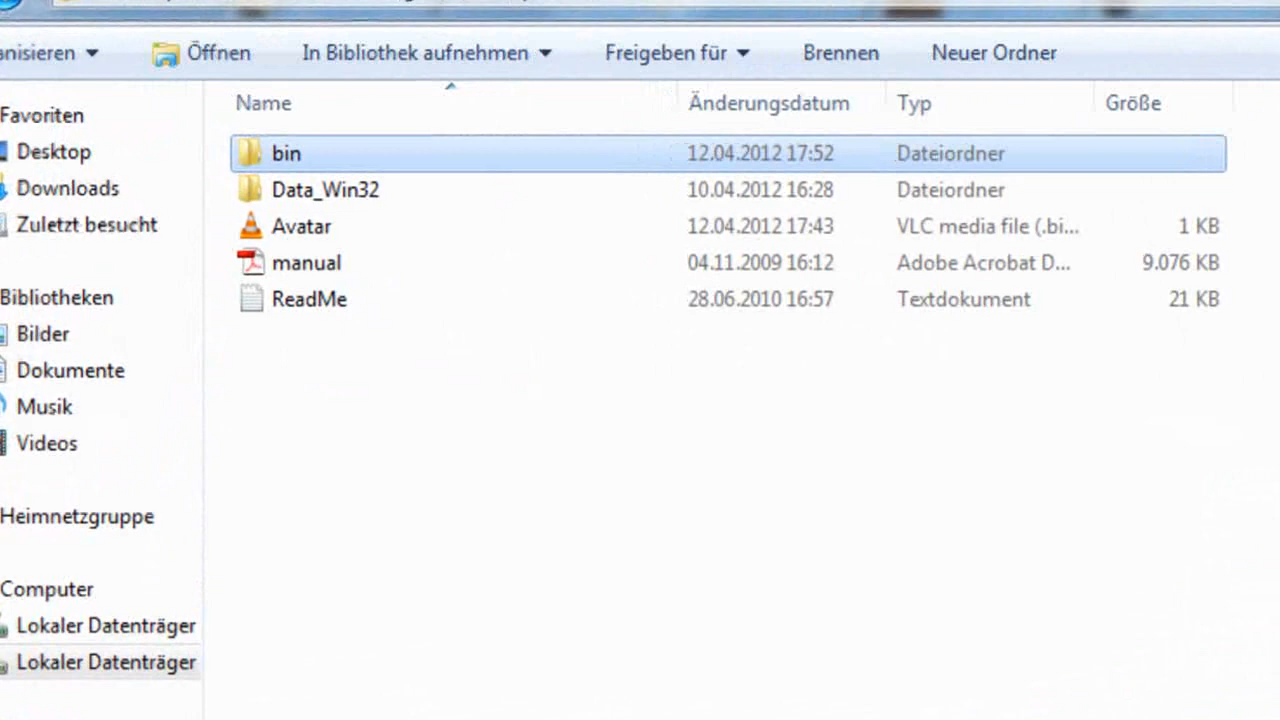 anisieren Öffnen In Bibliothek aufnehmen Freigeben für Brennen Neuer Ordner
Name Änderungsdatum Typ Größe
Favoriten
Desktop
Downloads
Zuletzt besucht
Bibliotheken
Bilder
Dokumente
Musik
Videos
Heimnetzgruppe
Computer
Lokaler Datenträger
Lokaler Datenträger
bin 12.04.2012 17:52 Dateiordner
Data_Win32 10.04.2012 16:28 Dateiordner
Avatar 12.04.2012 17:43 VLC media file (.bi... 1 KB
manual 04.11.2009 16:12 Adobe Acrobat D... 9.076 KB
ReadMe 28.06.2010 16:57 Textdokument 21 KB